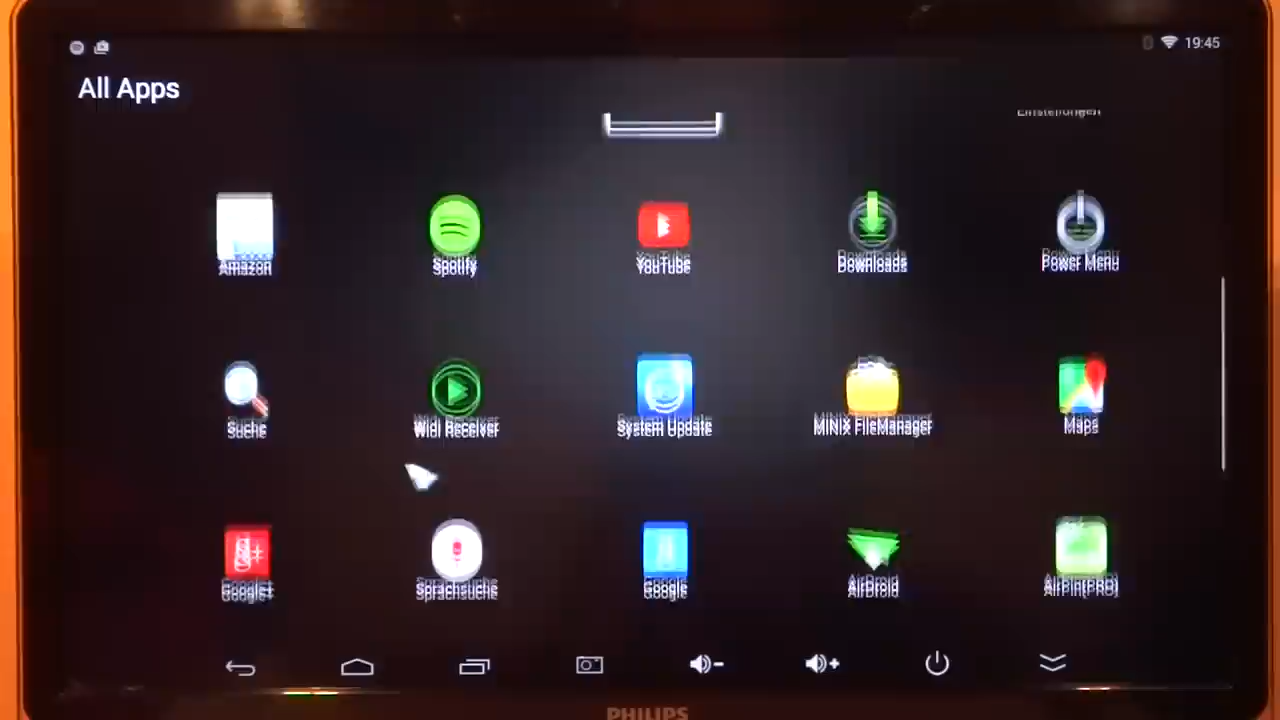 19:45
All Apps
Einstellungen
Amazon
Spotify
YouTube
Downloads
Power Menu
Suche
Widi Receiver
System Update
MINIX FileManager
Maps
Google+
Sprachsuche
Google
AirDroid
AirPin(PRO)
PHILIPS